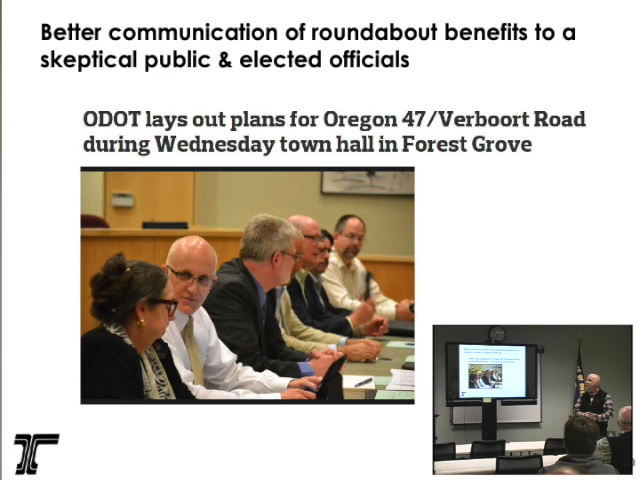 Better communication of roundabout benefits to a
skeptical public & elected officials
ODOT lays out plans for Oregon 47/Verboort Road
during Wednesday town hall in Forest Grove